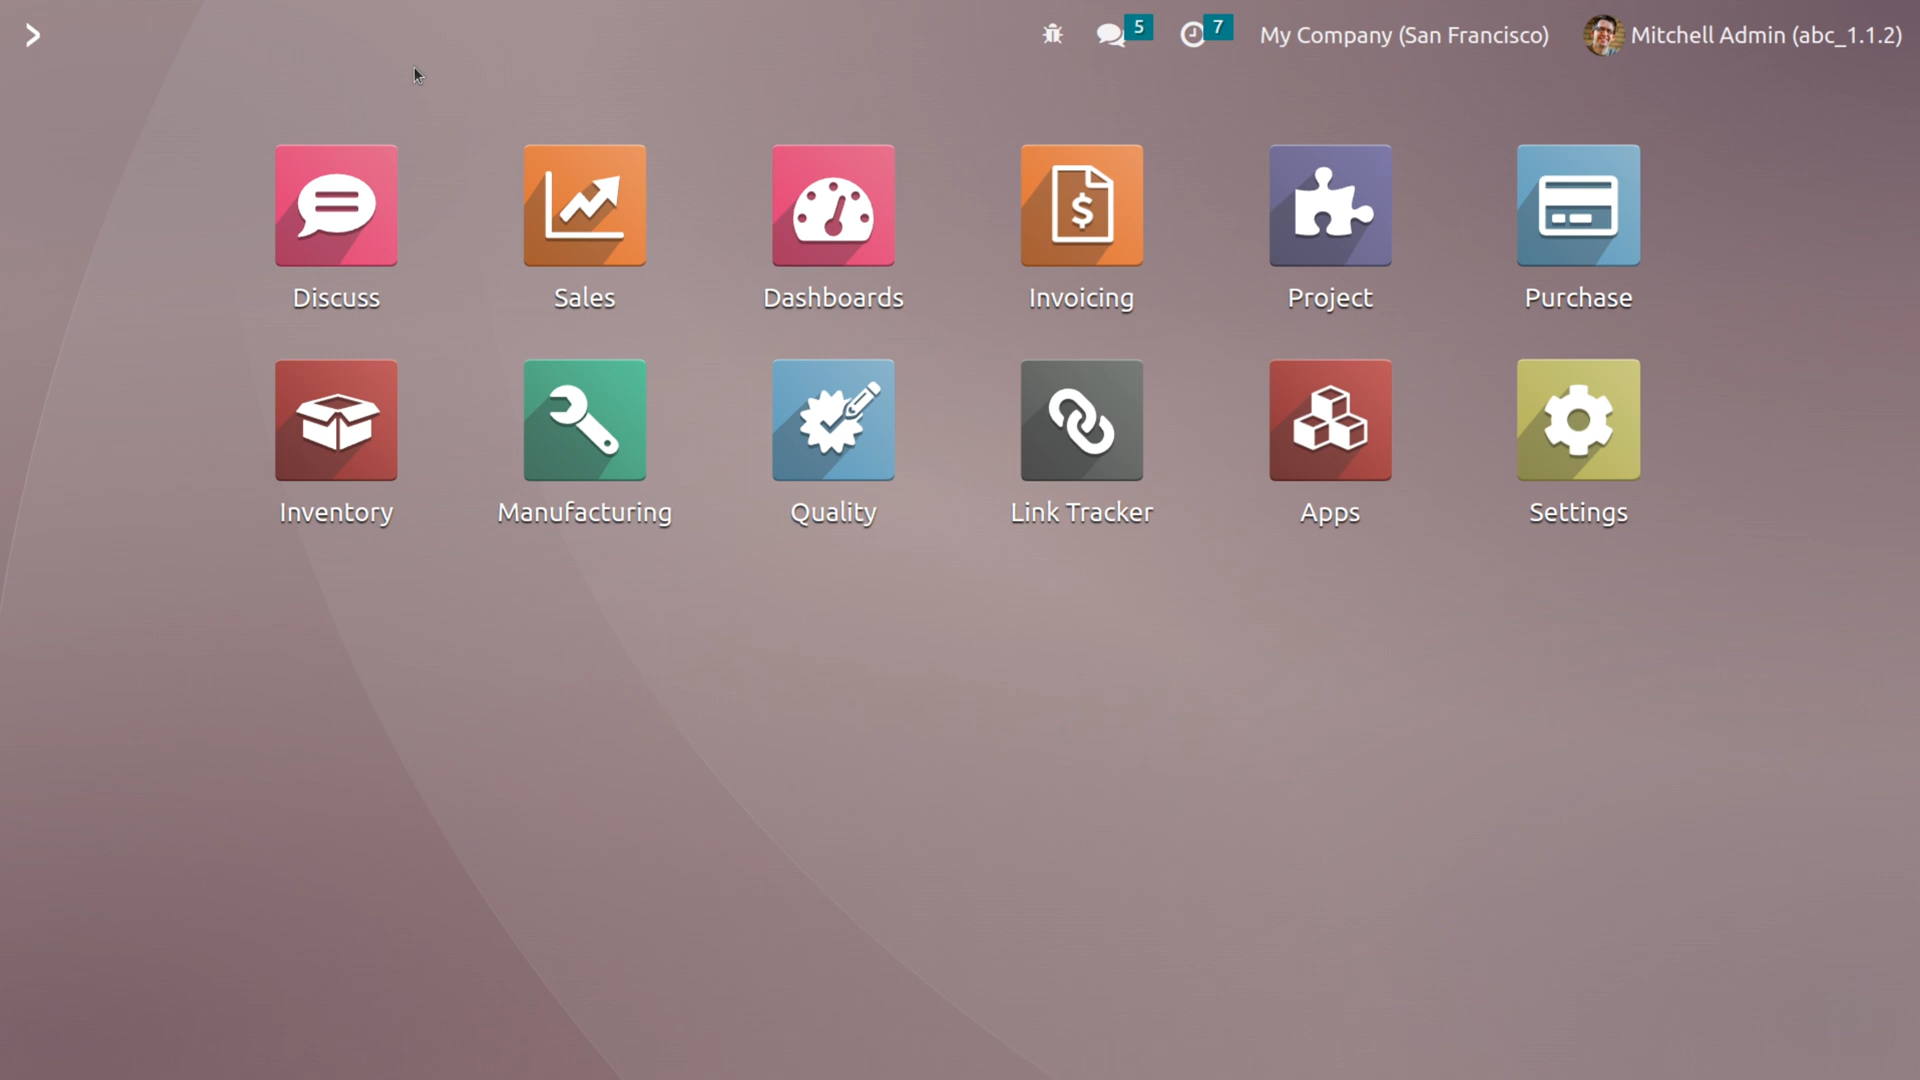 5
7
My Company (San Francisco)
Mitchell Admin (abc_1.1.2)
Discuss
Sales
Dashboards
Invoicing
Project
Purchase
Inventory
Manufacturing
Quality
Link Tracker
Apps
Settings